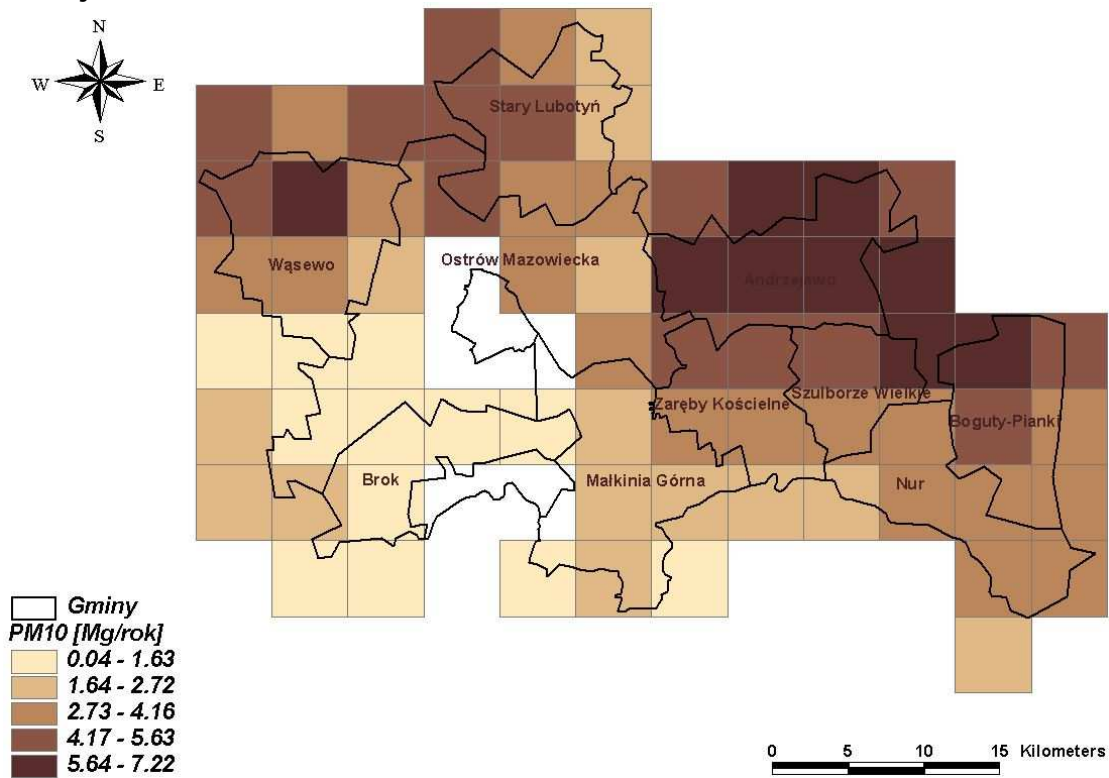 N
W E
S
Stary Lubotyń
Wąsewo
Ostrów Mazowiecka
Andrzejewo
Zaręby Kościelne
Szulborze Wielkie
Boguty-Pianki
Brok
Małkinia Górna
Nur
Gminy
PM10 [Mg/rok]
0.04 - 1.63
1.64 - 2.72
2.73 - 4.16
4.17 - 5.63
5.64 - 7.22
0 5 10 15 Kilometers